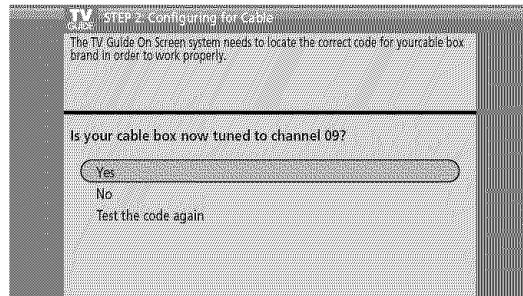 TV
GUIDE
STEP 2: Configuring for Cable
The TV Guide On Screen system needs to locate the correct code for yourcable box
brand in order to work properly.
Is your cable box now tuned to channel 09?
Yes
No
Test the code again